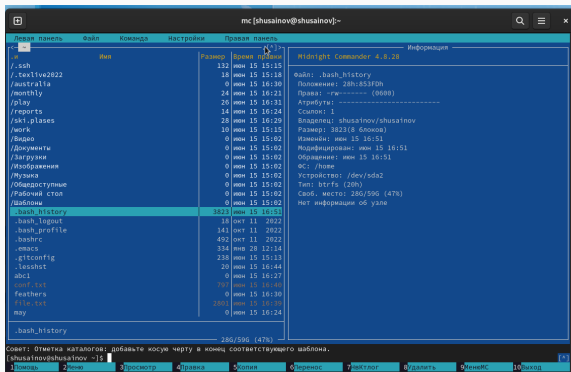 mc [shusainov@shusainov]:~
Левая панель Файл Команда Настройки Правая панель
<- ~ .[^]>
.и Имя Размер Время правки
/.ssh 132 июн 15 15:15
/.texlive2022 18 июн 15 15:18
/australia 0 июн 15 16:30
/monthly 24 июн 15 16:21
/play 26 июн 15 16:31
/reports 14 июн 15 16:24
/ski.plases 28 июн 15 16:29
/work 10 июн 15 15:15
/Видео 0 июн 15 15:02
/Документы 0 июн 15 15:02
/Загрузки 0 июн 15 15:02
/Изображения 0 июн 15 15:02
/Музыка 0 июн 15 15:02
/Общедоступные 0 июн 15 15:02
/Рабочий стол 0 июн 15 15:02
/Шаблоны 0 июн 15 15:02
.bash_history 3823 июн 15 16:51
.bash_logout 18 окт 11 2022
.bash_profile 141 окт 11 2022
.bashrc 492 окт 11 2022
.emacs 334 янв 28 12:14
.gitconfig 238 июн 15 15:13
.lesshst 20 июн 15 16:44
abc1 0 июн 15 16:27
conf.txt 797 июн 15 16:40
feathers 0 июн 15 16:30
file.txt 2801 июн 15 16:39
may 0 июн 15 16:24
.bash_history
28G/59G (47%)
Информация
Midnight Commander 4.8.28
Файл: .bash_history
Положение: 28h:853FDh
Права: -rw------- (0600)
Атрибуты: ------------------------
Ссылок: 1
Владелец: shusainov/shusainov
Размер: 3823(8 блоков)
Изменён: июн 15 16:51
Модифицирован: июн 15 16:51
Обращение: июн 15 16:51
ФС: /home
Устройство: /dev/sda2
Тип: btrfs (20h)
Своб. место: 28G/59G (47%)
Нет информации об узле
Совет: Отметка каталогов: добавьте косую черту в конец соответствующего шаблона.
[shusainov@shusainov ~]$ [^]
1Помощь 2Меню 3Просмотр 4Правка 5Копия 6Перенос 7НвКтлог 8Удалить 9МенюMC 10Выход